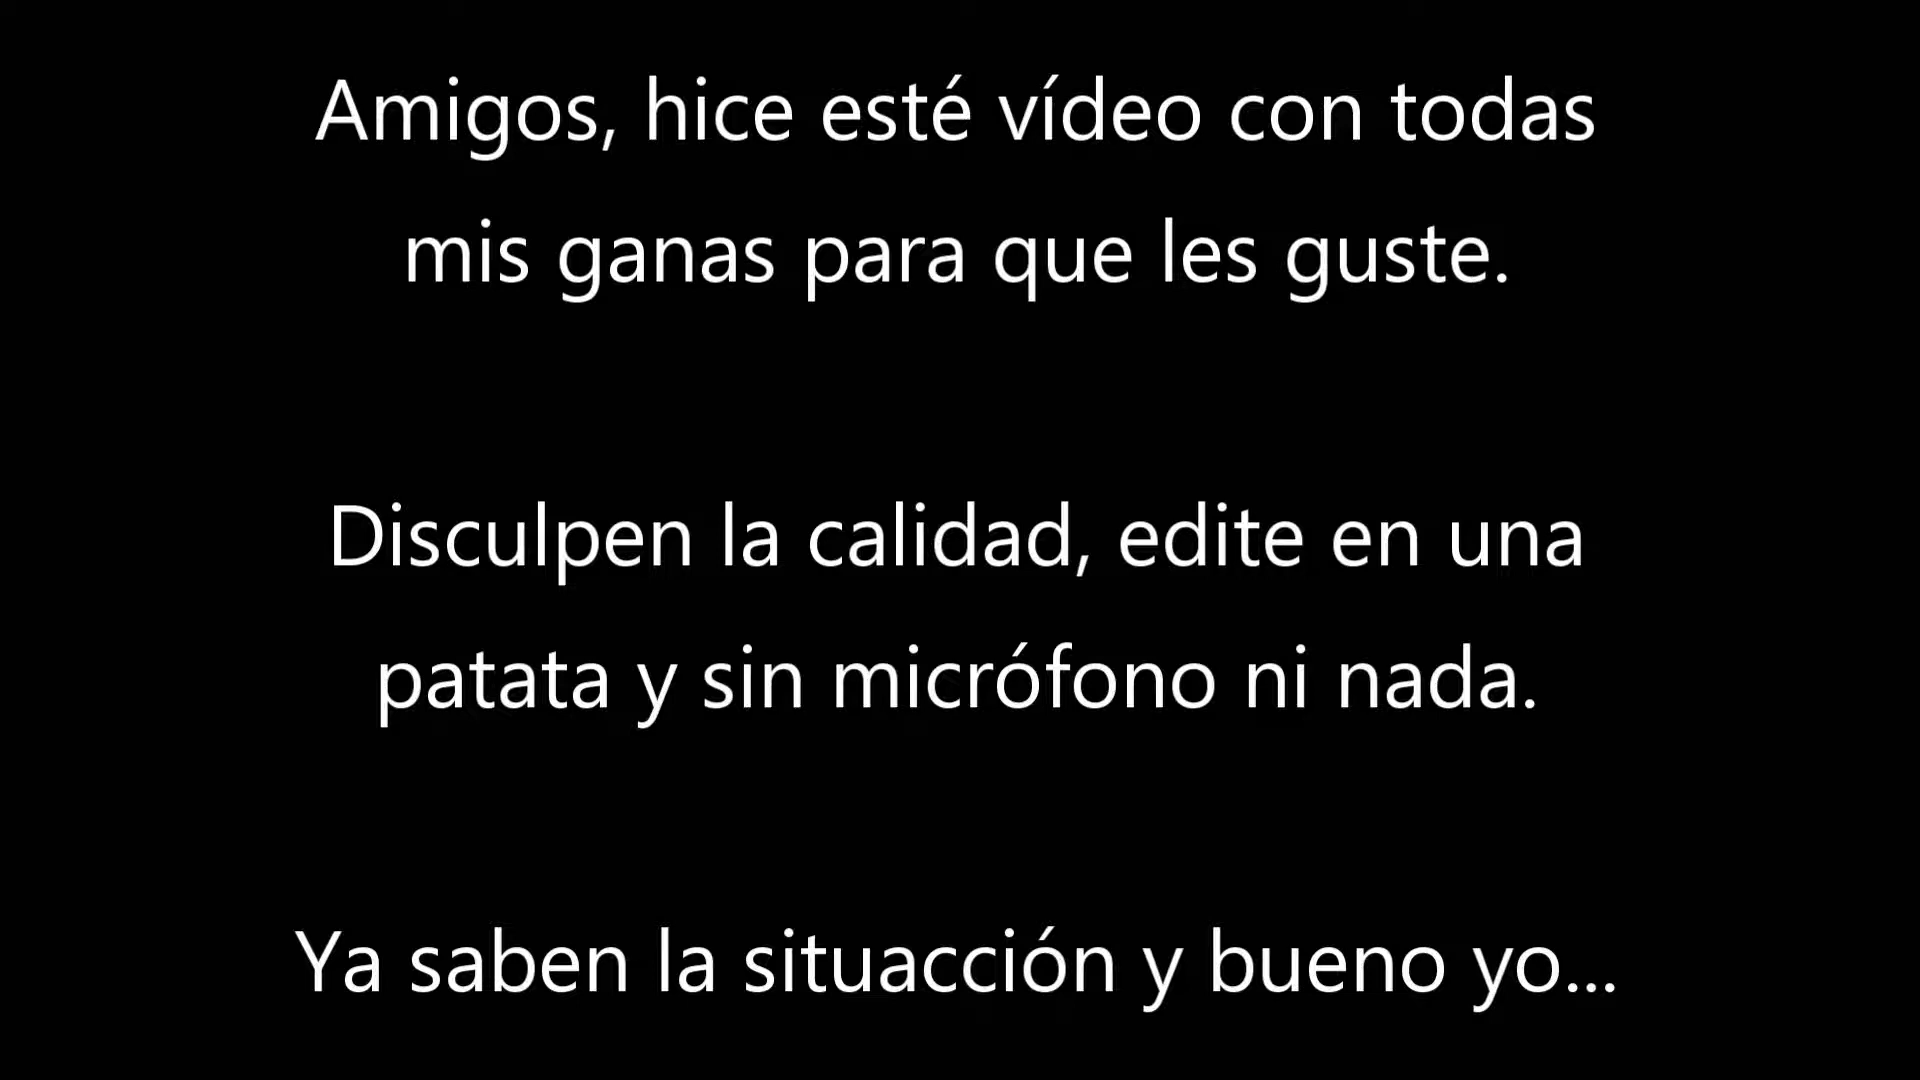 Amigos, hice esté vídeo con todas
mis ganas para que les guste.
Disculpen la calidad, edite en una
patata y sin micrófono ni nada.
Ya saben la situacción y bueno yo...